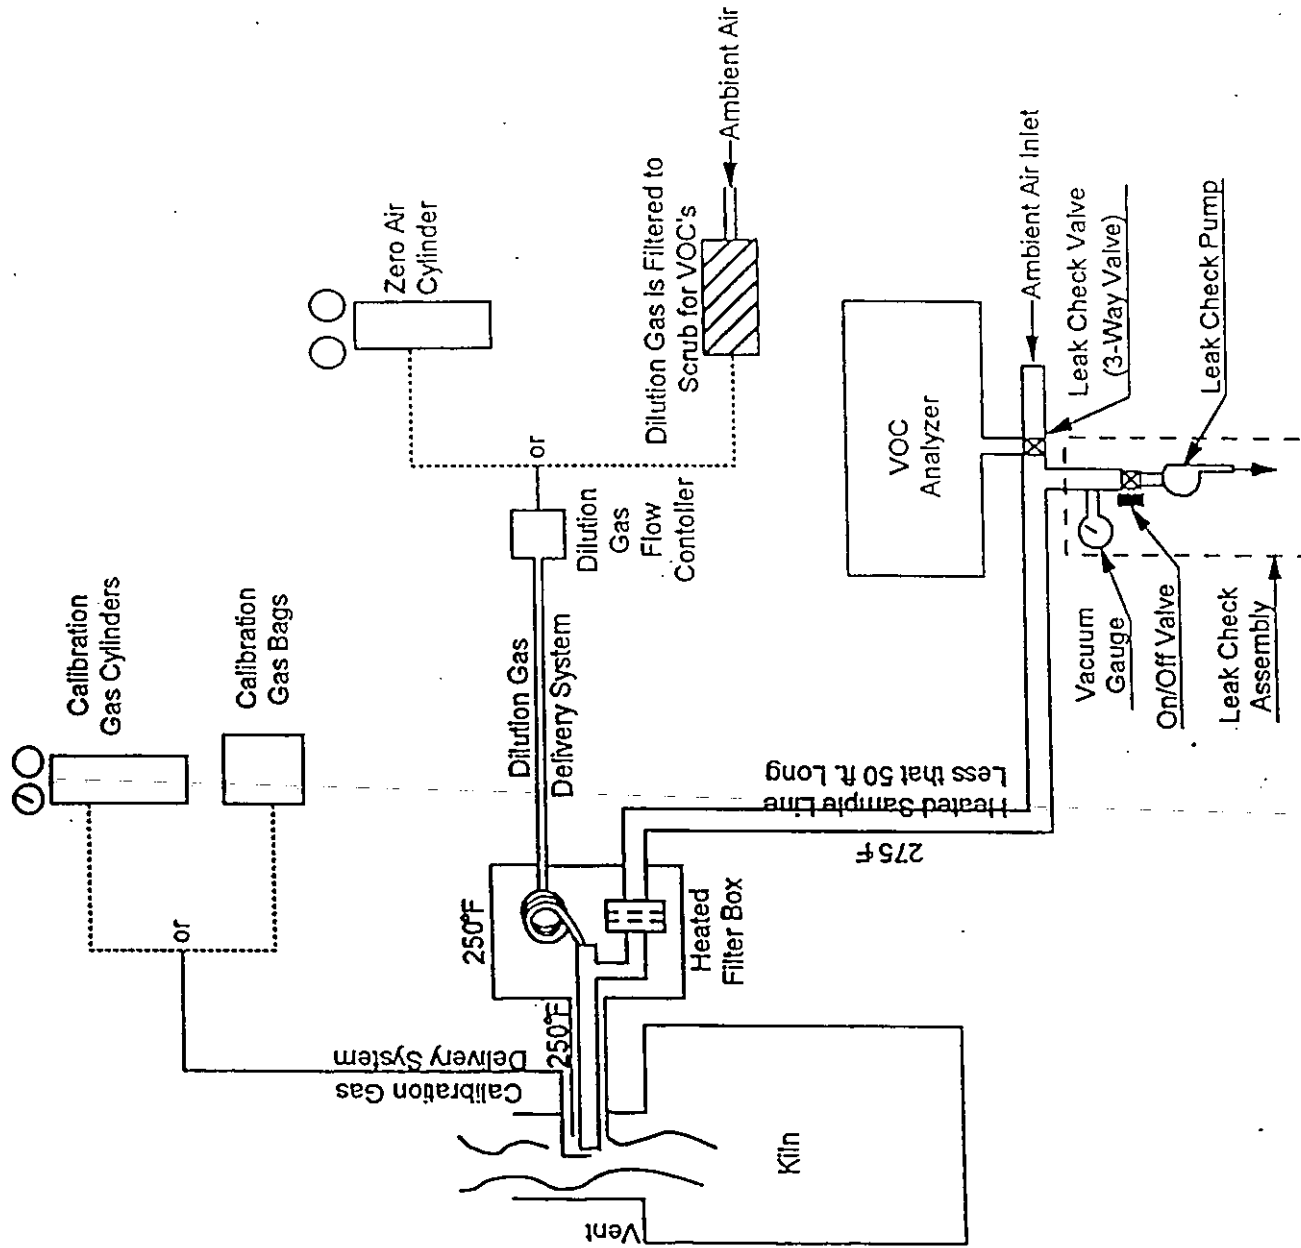 Calibration
Gas Cylinders
Calibration
Gas Bags
or
Calibration Gas
Delivery System
Zero Air
Cylinder
Dilution Gas is Filtered to
Scrub for VOC's
Ambient Air
or
Dilution
Gas
Flow
Contoller
Dilution Gas
Delivery System
250°F
250°F
Heated
Filter Box
Heated Sample Line
Less that 50 ft. Long
275 f
Vent
Kiln
VOC
Analyzer
Ambient Air Inlet
Leak Check Valve
(3-Way Valve)
Leak Check Pump
Vacuum
Gauge
On/Off Valve
Leak Check
Assembly